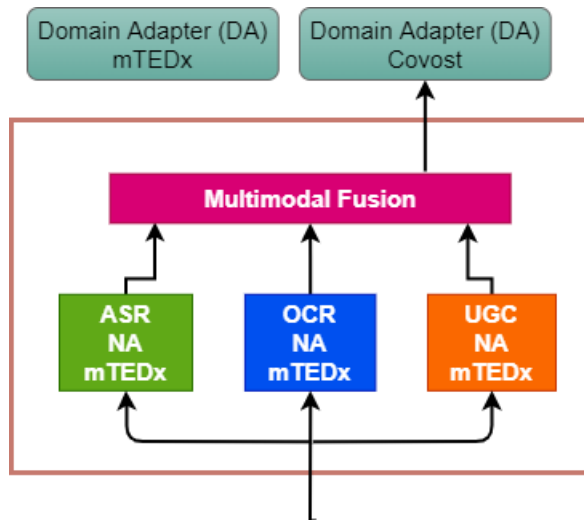 Domain Adapter (DA)
mTEDx
Domain Adapter (DA)
Covost
Multimodal Fusion
ASR
NA
mTEDx
OCR
NA
mTEDx
UGC
NA
mTEDx